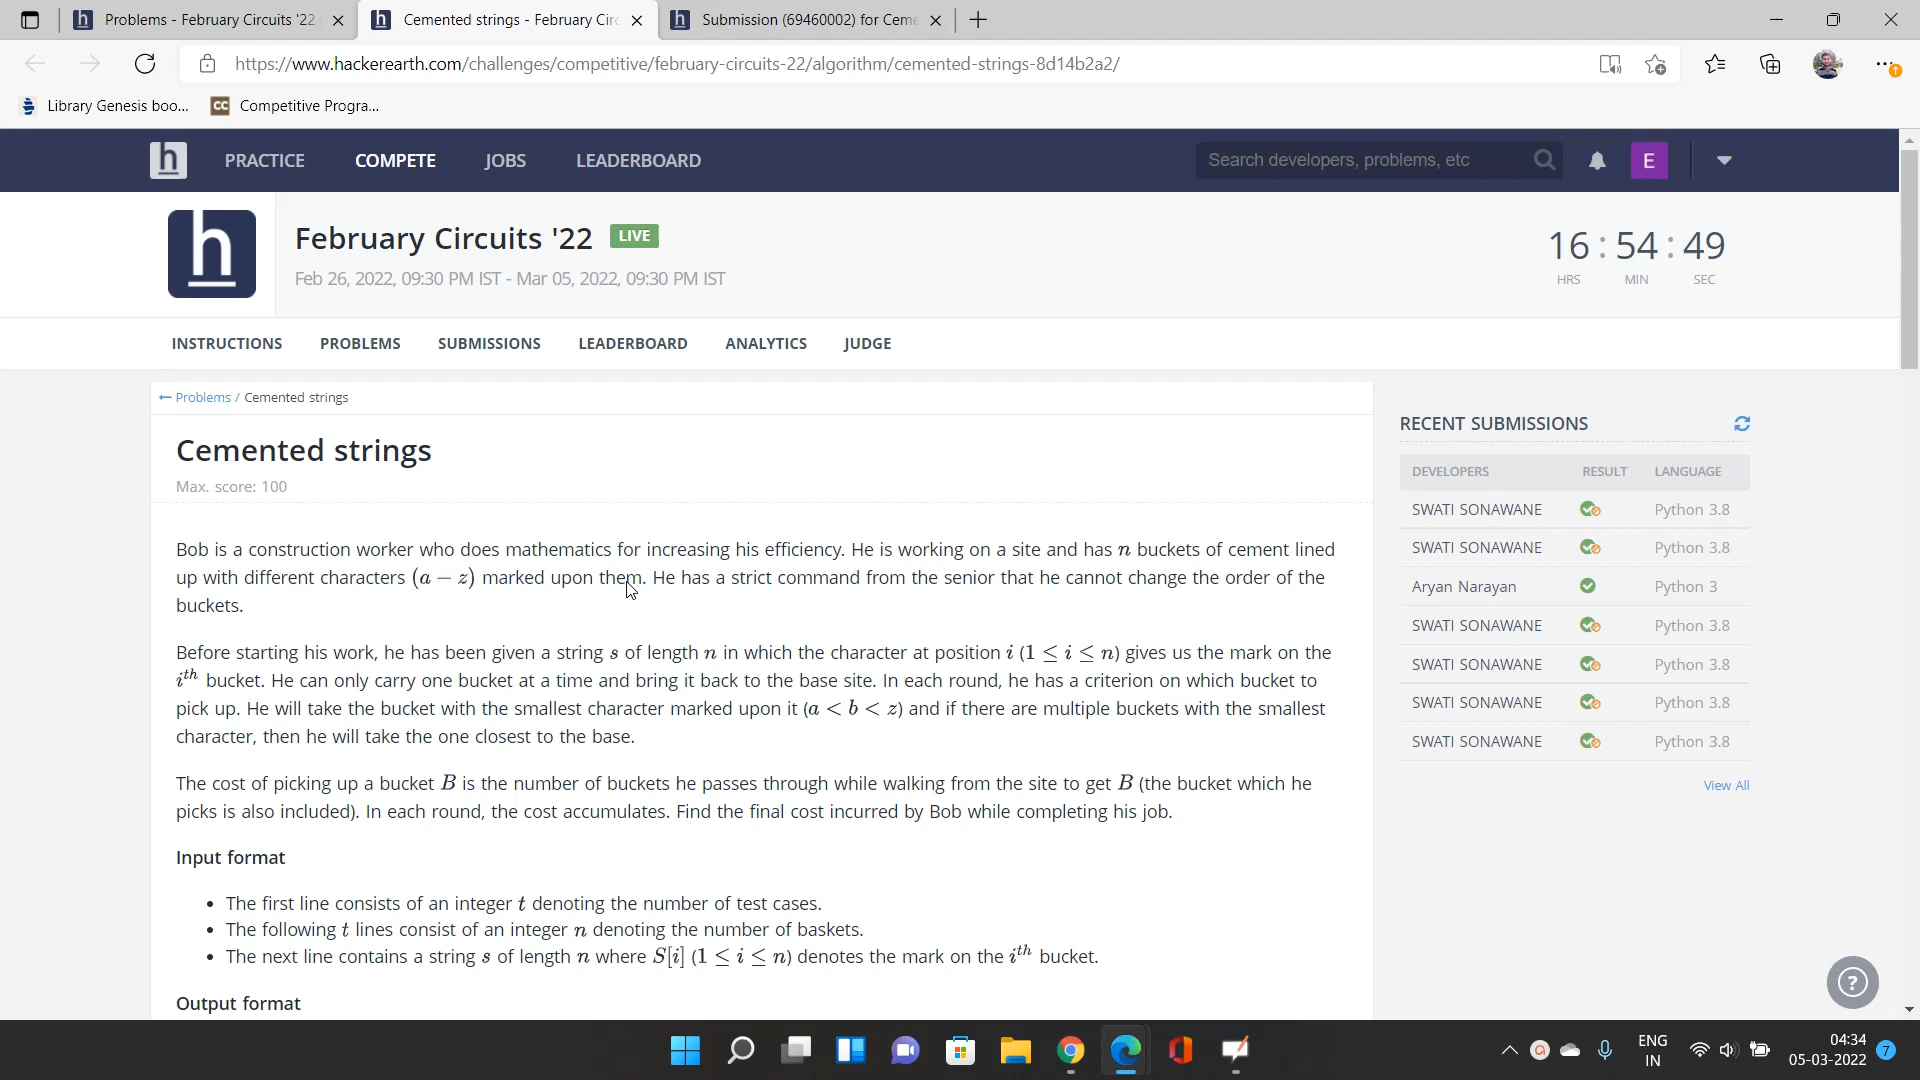 Problems - February Circuits '22
Cemented strings - February Circ
Submission (69460002) for Ceme
https://www.hackerearth.com/challenges/competitive/february-circuits-22/algorithm/cemented-strings-8d14b2a2/
Library Genesis boo...
CC Competitive Progra...
h PRACTICE COMPETE JOBS LEADERBOARD
Search developers, problems, etc
E
h
February Circuits '22 LIVE
Feb 26, 2022, 09:30 PM IST - Mar 05, 2022, 09:30 PM IST
16 : 54 : 49
HRS MIN SEC
INSTRUCTIONS PROBLEMS SUBMISSIONS LEADERBOARD ANALYTICS JUDGE
← Problems / Cemented strings
Cemented strings
Max. score: 100
Bob is a construction worker who does mathematics for increasing his efficiency. He is working on a site and has n buckets of cement lined
up with different characters (a − z) marked upon them. He has a strict command from the senior that he cannot change the order of the
buckets.
Before starting his work, he has been given a string s of length n in which the character at position i (1 ≤ i ≤ n) gives us the mark on the
i^th bucket. He can only carry one bucket at a time and bring it back to the base site. In each round, he has a criterion on which bucket to
pick up. He will take the bucket with the smallest character marked upon it (a < b < z) and if there are multiple buckets with the smallest
character, then he will take the one closest to the base.
The cost of picking up a bucket B is the number of buckets he passes through while walking from the site to get B (the bucket which he
picks is also included). In each round, the cost accumulates. Find the final cost incurred by Bob while completing his job.
Input format
• The first line consists of an integer t denoting the number of test cases.
• The following t lines consist of an integer n denoting the number of baskets.
• The next line contains a string s of length n where S[i] (1 ≤ i ≤ n) denotes the mark on the i^th bucket.
Output format
RECENT SUBMISSIONS
DEVELOPERS RESULT LANGUAGE
SWATI SONAWANE Python 3.8
SWATI SONAWANE Python 3.8
Aryan Narayan Python 3
SWATI SONAWANE Python 3.8
SWATI SONAWANE Python 3.8
SWATI SONAWANE Python 3.8
SWATI SONAWANE Python 3.8
View All
?
ENG
IN
04:34
05-03-2022
7